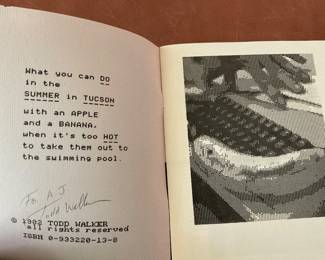 What you can DO
in the
SUMMER in TUCSON
with an APPLE
and a BANANA,
when it's too HOT
to take them out to
the swimming pool.
For AJ
Todd Walker
© 1982 TODD WALKER
all rights reserved
ISBN 0-933220-13-8